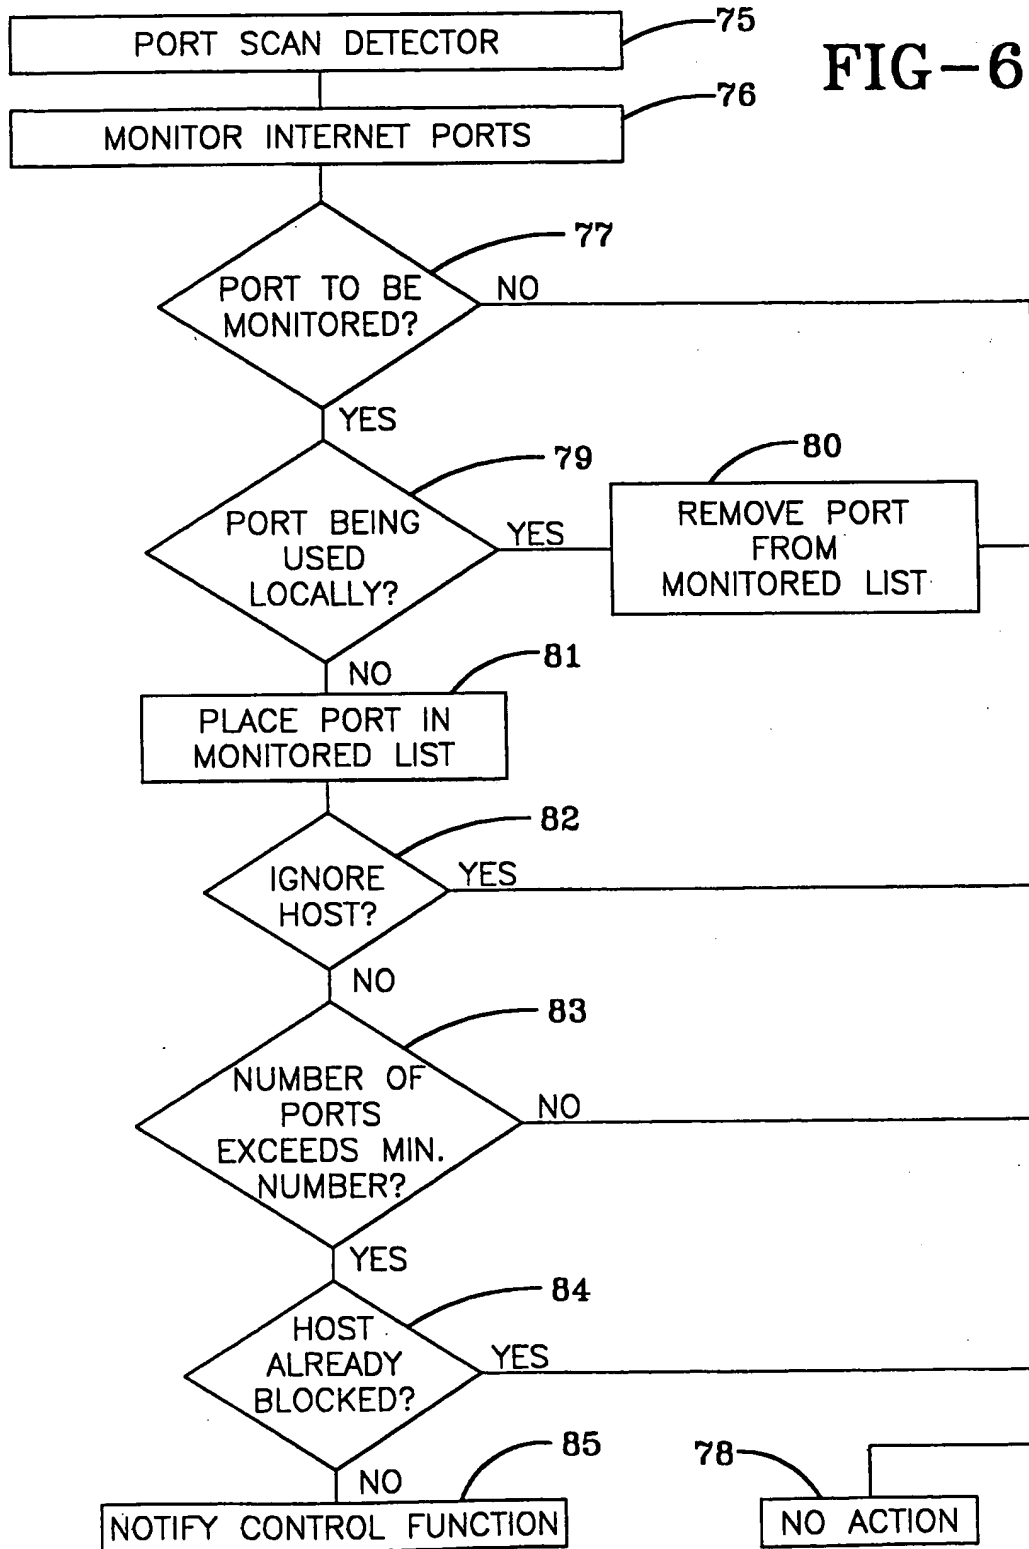 PORT SCAN DETECTOR
75
FIG-6
MONITOR INTERNET PORTS
76
77
PORT TO BE
MONITORED?
NO
YES
79
PORT BEING
USED
LOCALLY?
YES
80
REMOVE PORT
FROM
MONITORED LIST
NO
81
PLACE PORT IN
MONITORED LIST
82
IGNORE
HOST?
YES
NO
83
NUMBER OF
PORTS
EXCEEDS MIN.
NUMBER?
NO
YES
84
HOST
ALREADY
BLOCKED?
YES
NO
85
NOTIFY CONTROL FUNCTION
78
NO ACTION